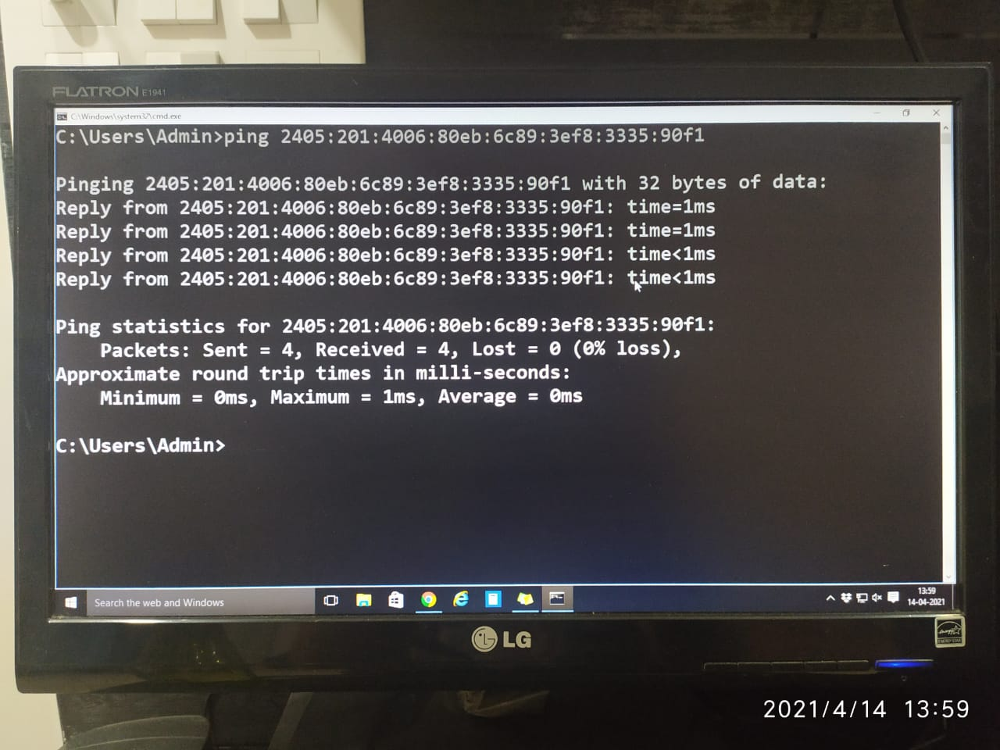 FLATRON E1941
C:\Windows\system32\cmd.exe
C:\Users\Admin>ping 2405:201:4006:80eb:6c89:3ef8:3335:90f1
Pinging 2405:201:4006:80eb:6c89:3ef8:3335:90f1 with 32 bytes of data:
Reply from 2405:201:4006:80eb:6c89:3ef8:3335:90f1: time=1ms
Reply from 2405:201:4006:80eb:6c89:3ef8:3335:90f1: time=1ms
Reply from 2405:201:4006:80eb:6c89:3ef8:3335:90f1: time<1ms
Reply from 2405:201:4006:80eb:6c89:3ef8:3335:90f1: time<1ms
Ping statistics for 2405:201:4006:80eb:6c89:3ef8:3335:90f1:
Packets: Sent = 4, Received = 4, Lost = 0 (0% loss),
Approximate round trip times in milli-seconds:
Minimum = 0ms, Maximum = 1ms, Average = 0ms
C:\Users\Admin>
Search the web and Windows
13:59
14-04-2021
LG
ENERGY STAR
2021/4/14 13:59